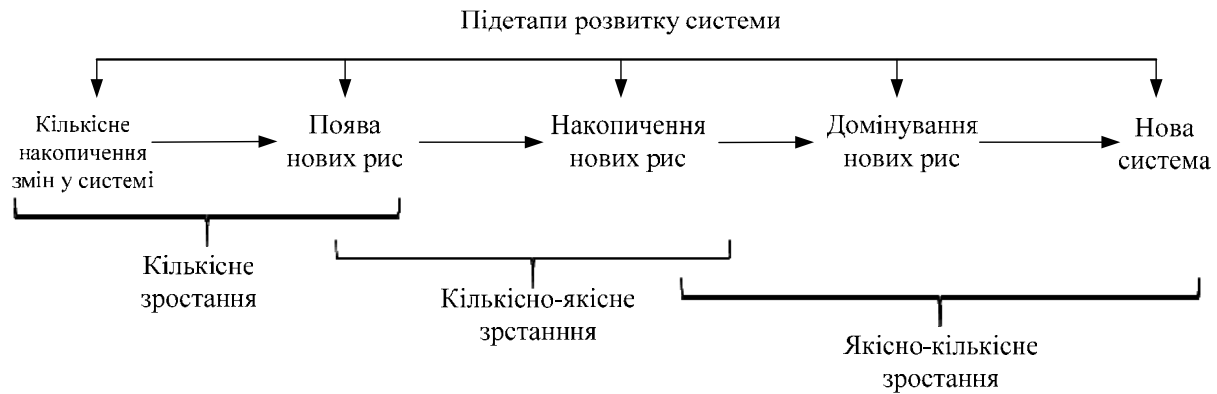 Підетапи розвитку системи
Кількісне
накопичення
змін у системі
Поява
нових рис
Накопичення
нових рис
Домінування
нових рис
Нова
система
Кількісне
зростання
Кількісно-якісне
зрстанння
Якісно-кількісне
зростання